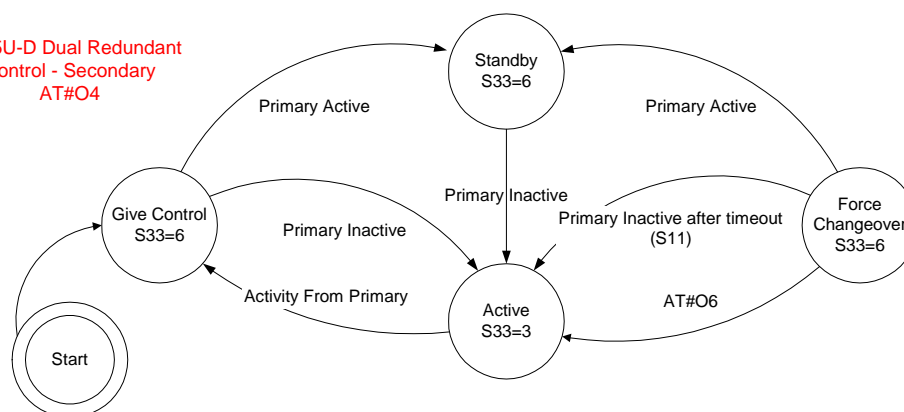 SU-D Dual Redundant
ontrol - Secondary
AT#O4
Standby
S33=6
Primary Active
Primary Active
Primary Inactive
Give Control
S33=6
Primary Inactive
Primary Inactive after timeout
(S11)
Force
Changeover
S33=6
Activity From Primary
Active
S33=3
AT#O6
Start